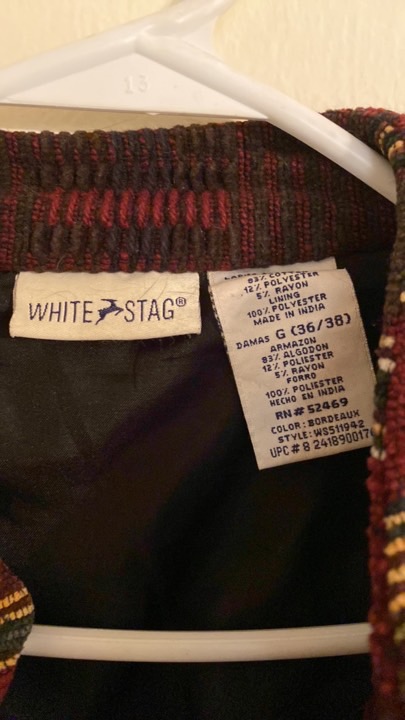 13
WHITE STAG®
83% COTTON
12% POLYESTER
5% RAYON
LINING
100% POLYESTER
MADE IN INDIA
DAMAS G (36/38)
ARMAZON
83% ALGODON
12% POLIESTER
5% RAYON
FORRO
100% POLIESTER
HECHO EN INDIA
RN# 52469
COLOR: BORDEAUX
STYLE: WS511942
UPC # 8 241890017